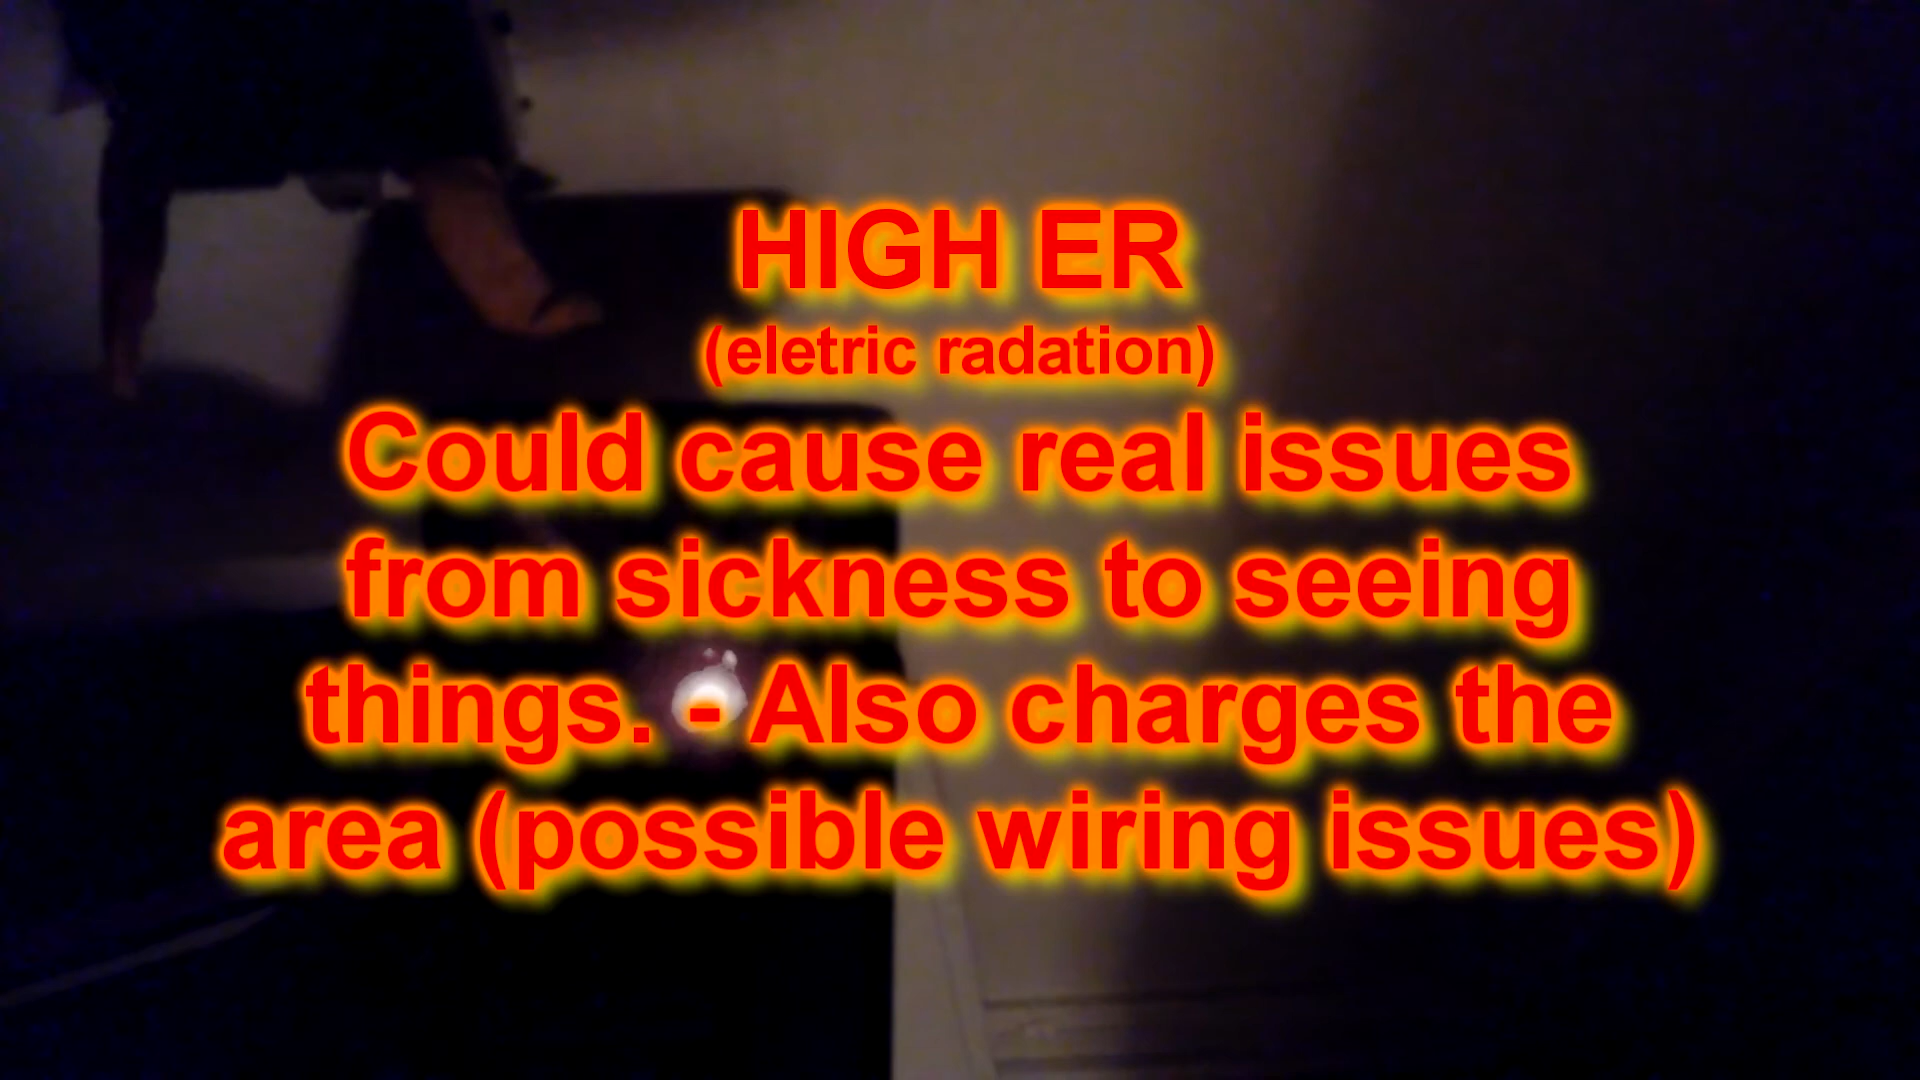 HIGH ER
(eletric radation)
Could cause real issues
from sickness to seeing
things. - Also charges the
area (possible wiring issues)